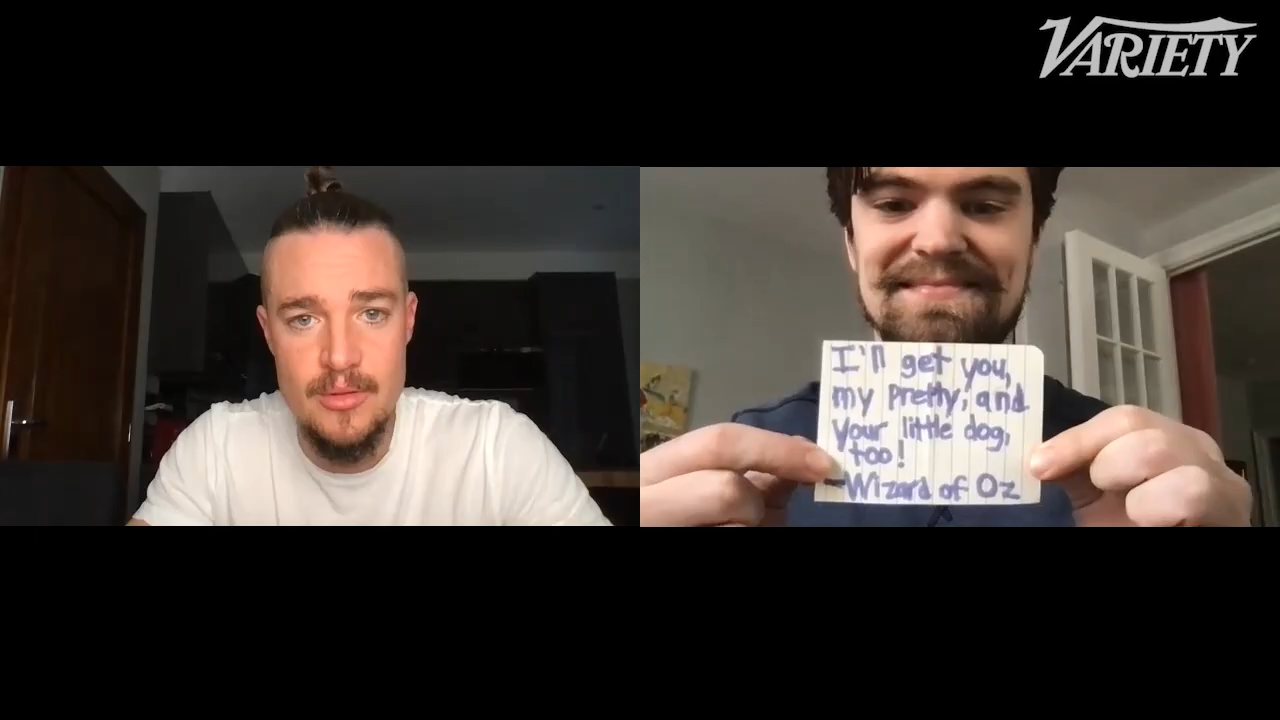 VARIETY
I'll get you,
my pretty, and
your little dog,
too!
-Wizard of Oz